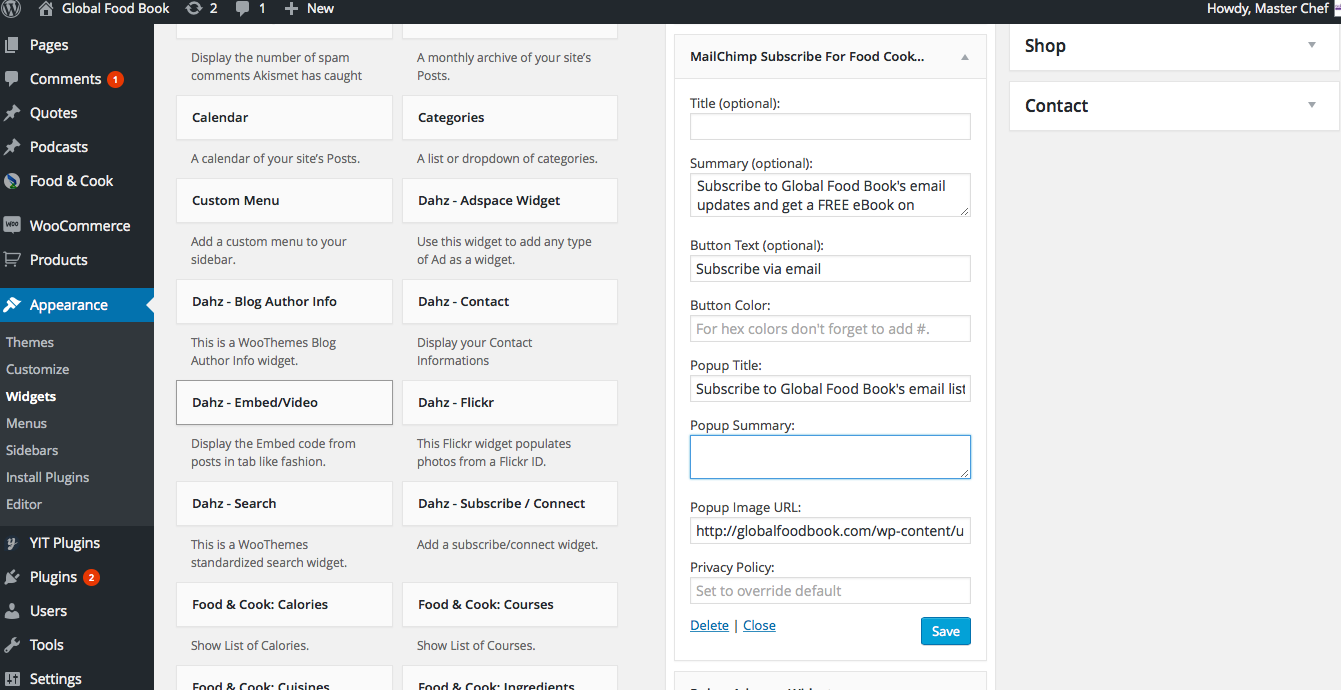 Global Food Book
2
1
New
Howdy, Master Chef
Pages
Comments 1
Quotes
Podcasts
Food & Cook
WOO
WooCommerce
Products
Appearance
Themes
Customize
Widgets
Menus
Sidebars
Install Plugins
Editor
YIT Plugins
Plugins 2
Users
Tools
Settings
Display the number of spam
comments Akismet has caught
A monthly archive of your site's
Posts.
Calendar
A calendar of your site's Posts.
Categories
A list or dropdown of categories.
Custom Menu
Add a custom menu to your
sidebar.
Dahz - Adspace Widget
Use this widget to add any type
of Ad as a widget.
Dahz - Blog Author Info
This is a WooThemes Blog
Author Info widget.
Dahz - Contact
Display your Contact
Informations
Dahz - Embed/Video
Display the Embed code from
posts in tab like fashion.
Dahz - Flickr
This Flickr widget populates
photos from a Flickr ID.
Dahz - Search
This is a WooThemes
standardized search widget.
Dahz - Subscribe / Connect
Add a subscribe/connect widget.
Food & Cook: Calories
Show List of Calories.
Food & Cook: Courses
Show List of Courses.
Food & Cook: Cuisines
Food & Cook: Ingredients
MailChimp Subscribe For Food Cook...
Title (optional):
Summary (optional):
Subscribe to Global Food Book's email
updates and get a FREE eBook on
Button Text (optional):
Subscribe via email
Button Color:
For hex colors don't forget to add #.
Popup Title:
Subscribe to Global Food Book's email list
Popup Summary:
Popup Image URL:
http://globalfoodbook.com/wp-content/u
Privacy Policy:
Set to override default
Delete | Close
Save
Shop
Contact